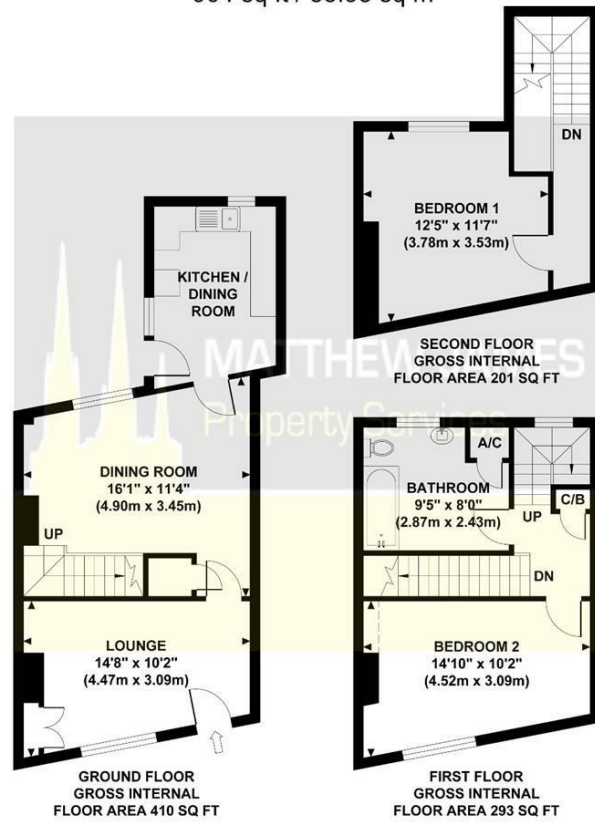 BEDROOM 1
12'5" x 11'7"
(3.78m x 3.53m)
DN
SECOND FLOOR
GROSS INTERNAL
FLOOR AREA 201 SQ FT
KITCHEN /
DINING
ROOM
MATTHEW JAMES
Property Services
DINING ROOM
16'1" x 11'4"
(4.90m x 3.45m)
UP
LOUNGE
14'8" x 10'2"
(4.47m x 3.09m)
GROUND FLOOR
GROSS INTERNAL
FLOOR AREA 410 SQ FT
A/C
BATHROOM
9'5" x 8'0"
(2.87m x 2.43m)
C/B
UP
DN
BEDROOM 2
14'10" x 10'2"
(4.52m x 3.09m)
FIRST FLOOR
GROSS INTERNAL
FLOOR AREA 293 SQ FT